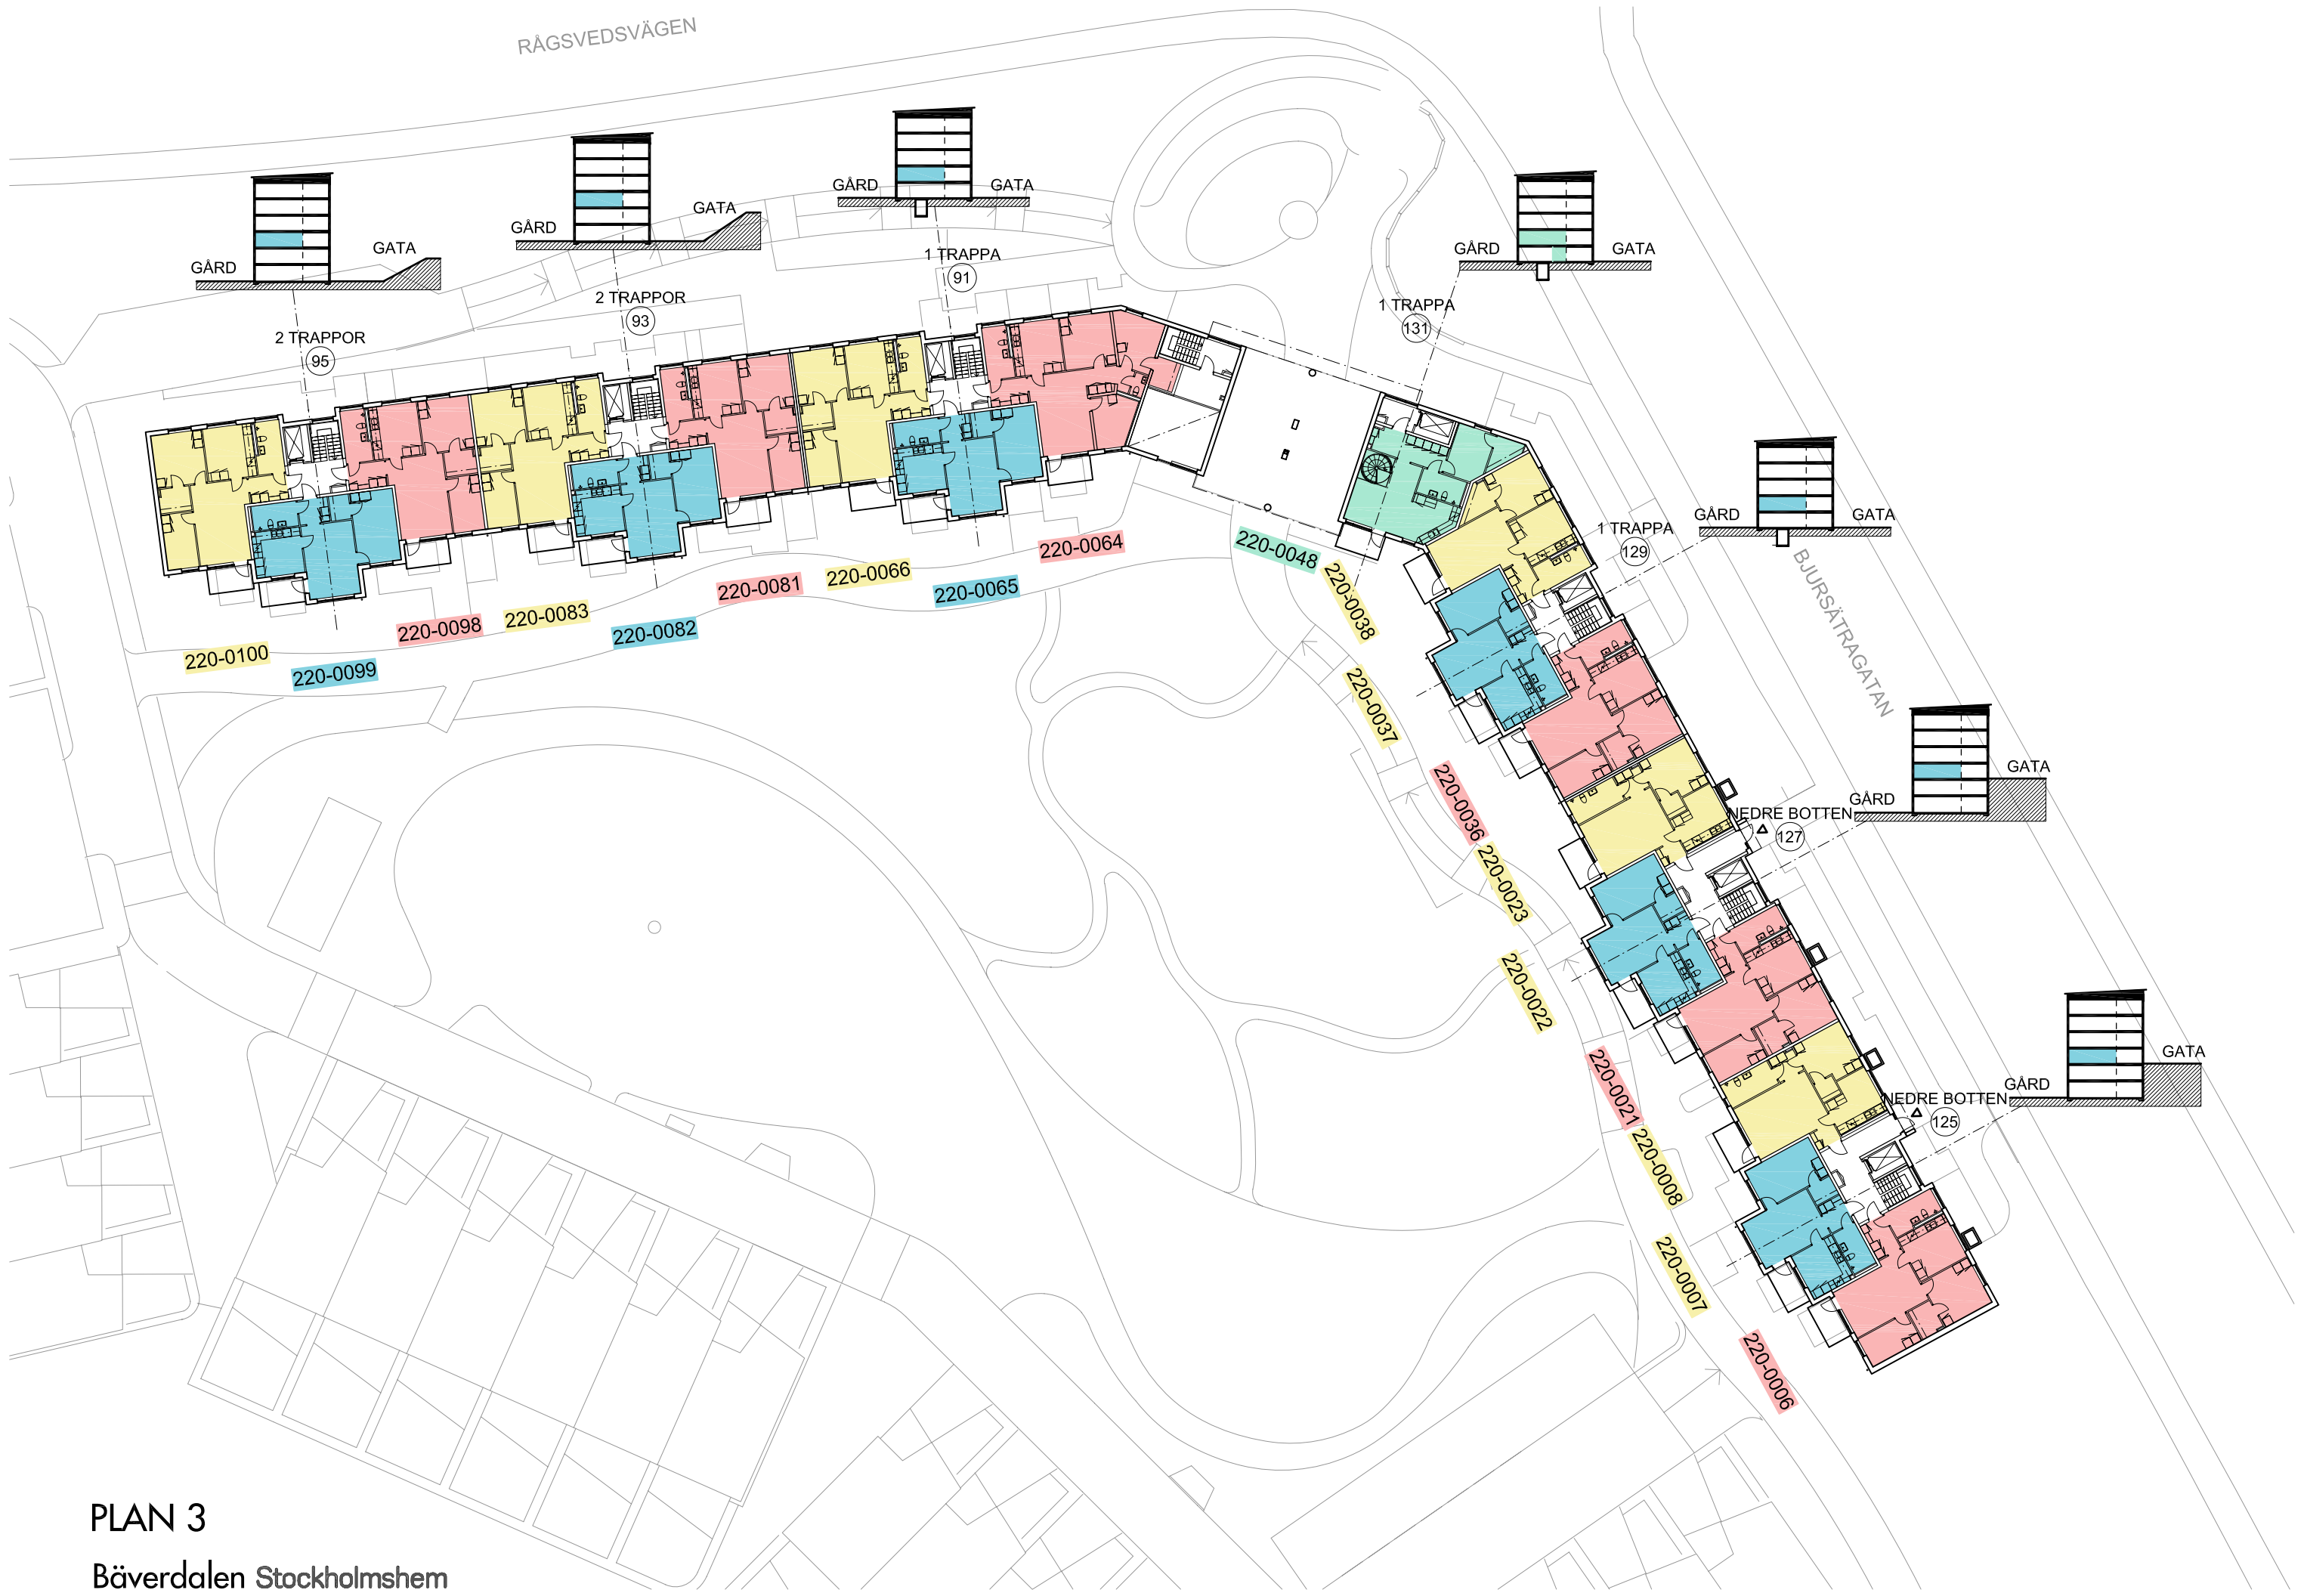 RÅGSVEDSVÄGEN
GÅRD
GATA
2 TRAPPOR
95
GÅRD
GATA
2 TRAPPOR
93
GÅRD
GATA
1 TRAPPA
91
GÅRD
GATA
1 TRAPPA
131
GÅRD
GATA
1 TRAPPA
129
BJURSÄTRAGATAN
GATA
GÅRD
NEDRE BOTTEN
127
GATA
GÅRD
NEDRE BOTTEN
125
220-0100
220-0099
220-0098
220-0083
220-0082
220-0081
220-0066
220-0065
220-0064
220-0048
220-0038
220-0037
220-0036
220-0023
220-0022
220-0021
220-0008
220-0007
220-0006
PLAN 3
Bäverdalen Stockholmshem